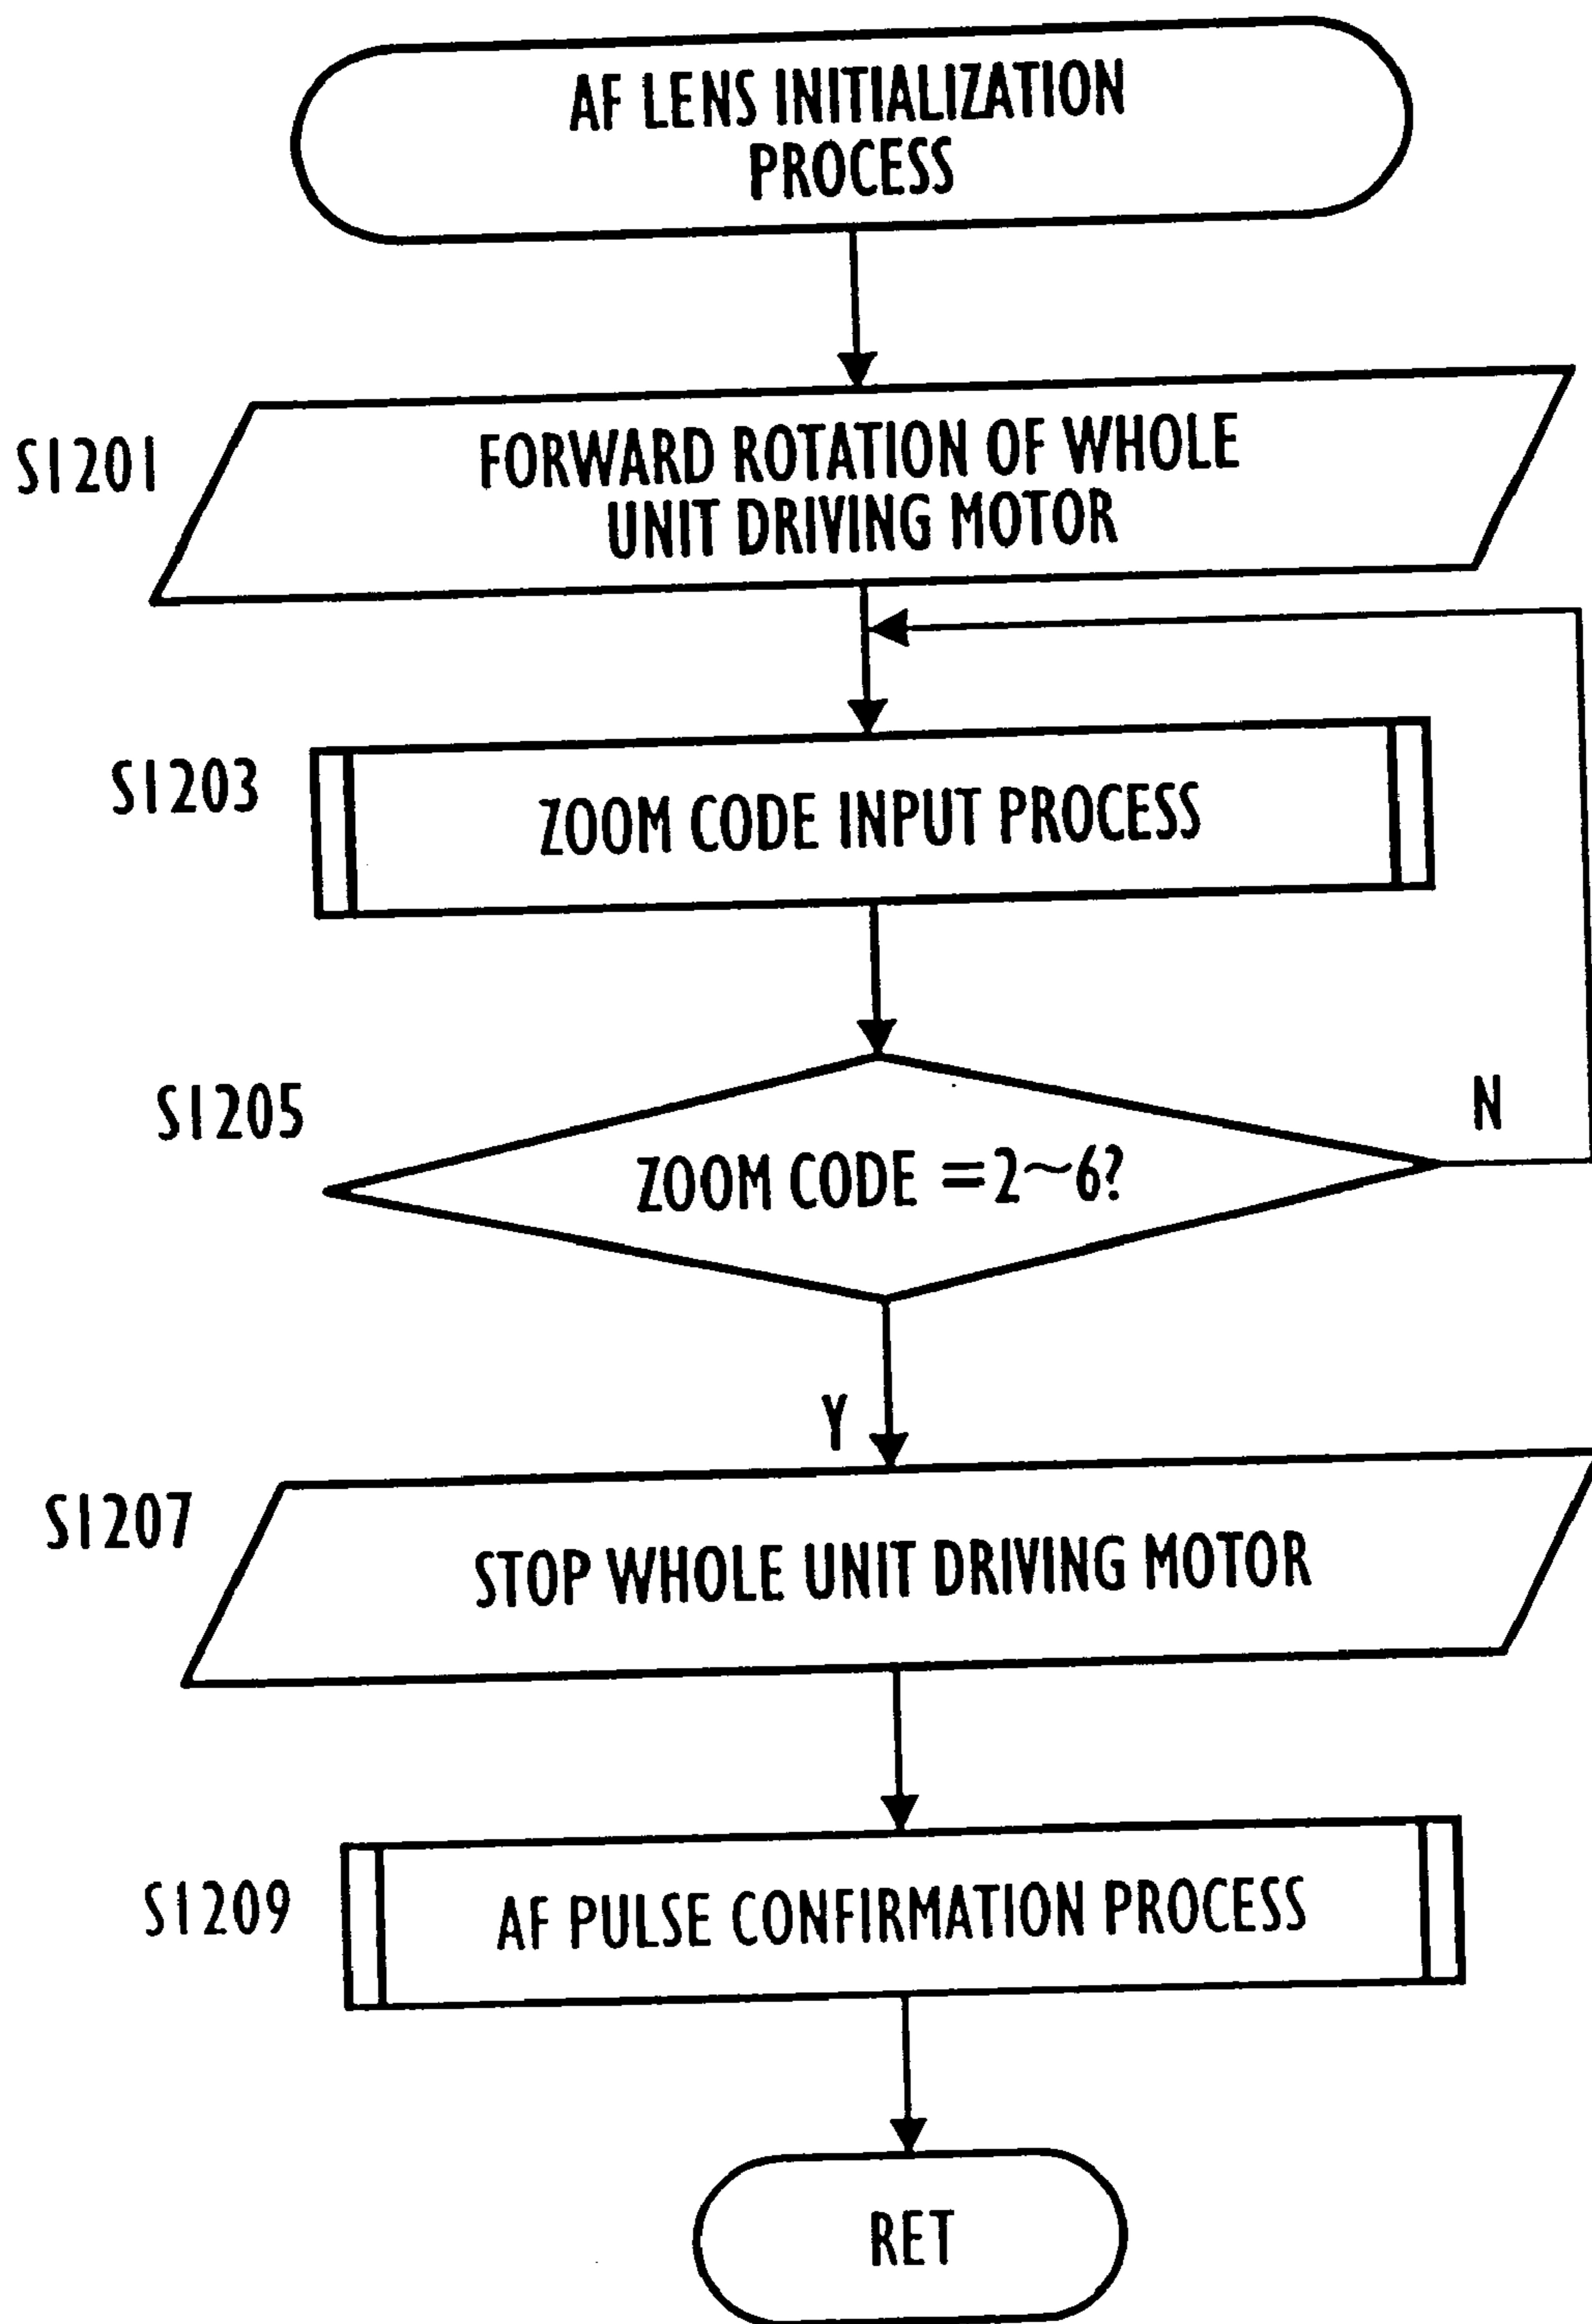 AF LENS INITIALIZATION
PROCESS
S1201
FORWARD ROTATION OF WHOLE
UNIT DRIVING MOTOR
S1203
ZOOM CODE INPUT PROCESS
S1205
ZOOM CODE =2~6?
N
Y
S1207
STOP WHOLE UNIT DRIVING MOTOR
S1209
AF PULSE CONFIRMATION PROCESS
RET